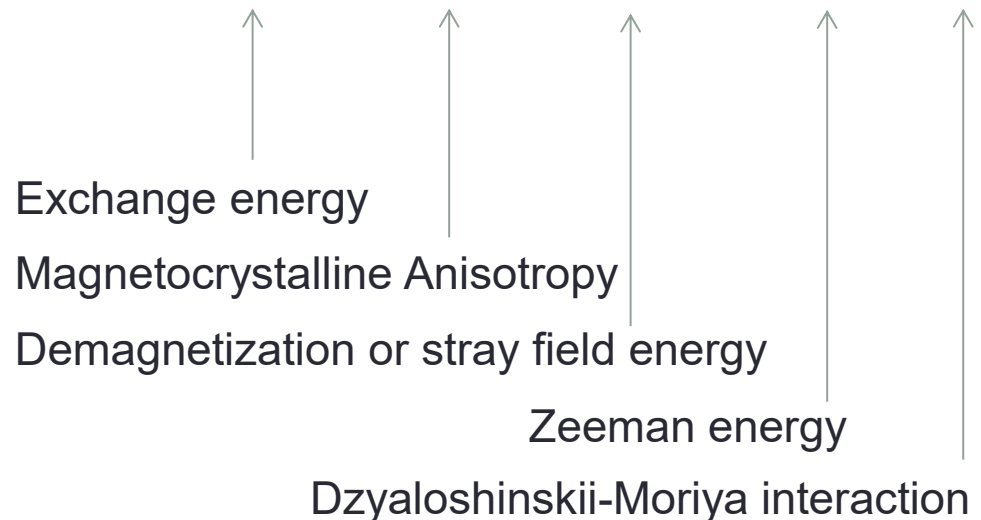 Exchange energy
Magnetocrystalline Anisotropy
Demagnetization or stray field energy
Zeeman energy
Dzyaloshinskii-Moriya interaction